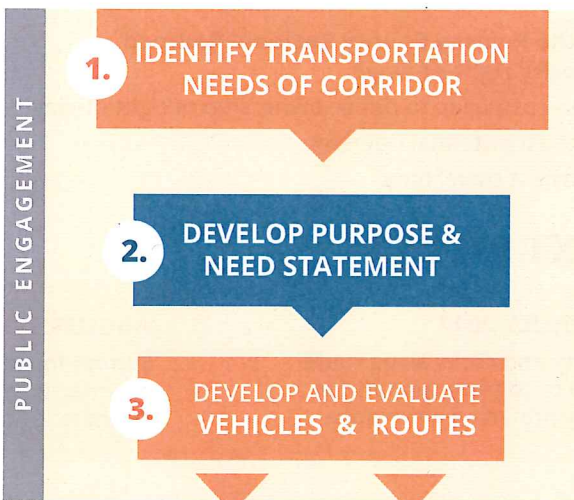 PUBLIC ENGAGEMENT
1.
IDENTIFY TRANSPORTATION
NEEDS OF CORRIDOR
2.
DEVELOP PURPOSE &
NEED STATEMENT
3.
DEVELOP AND EVALUATE
VEHICLES & ROUTES